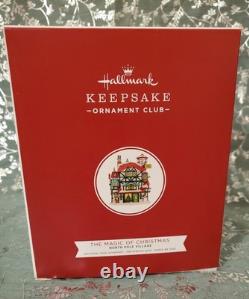 Hallmark
KEEPSAKE
ORNAMENT CLUB
THE MAGIC OF CHRISTMAS
NORTH POLE VILLAGE